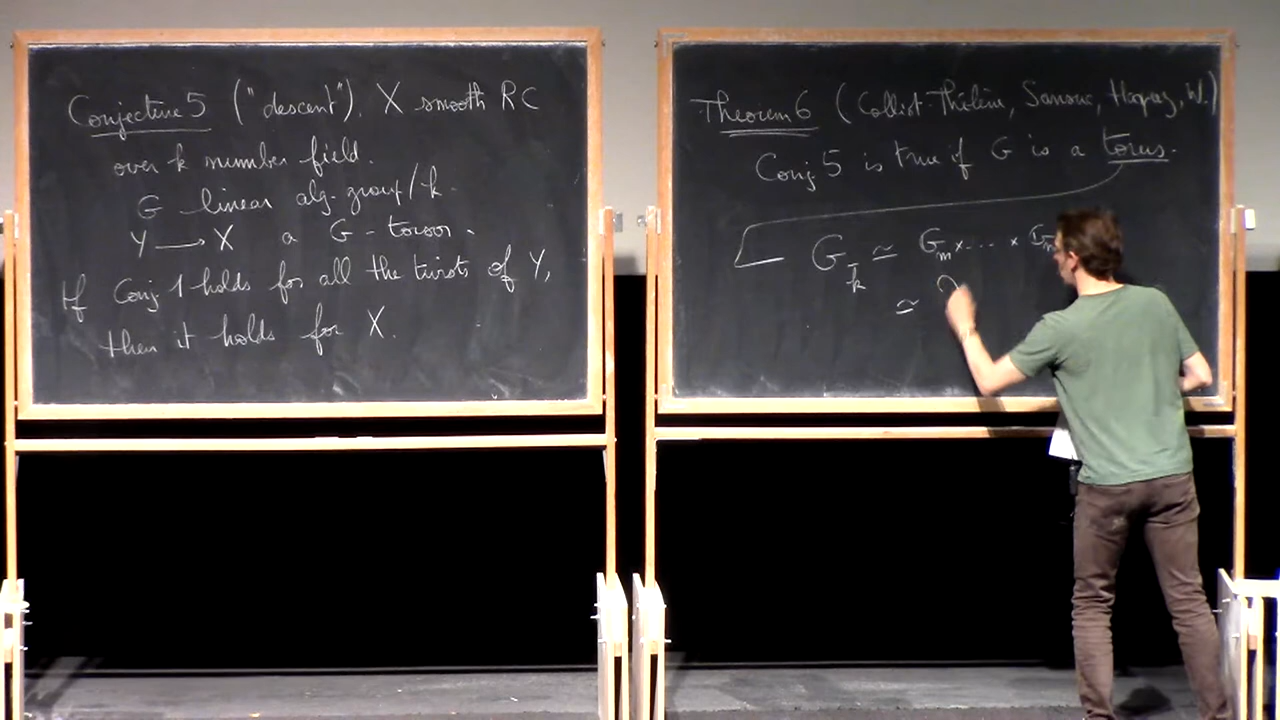 Conjecture 5 ("descent"). X smooth RC
over k number field.
G linear alg. group/k.
Y → X a G-torsor.
If Conj 1 holds for all the twists of Y,
then it holds for X.
Theorem 6 (Colliot-Thélène, Sansuc, Harpaz, W.)
Conj. 5 is true if G is a torus.
G_k̄ ≃ G_m × ... × G_m
≃